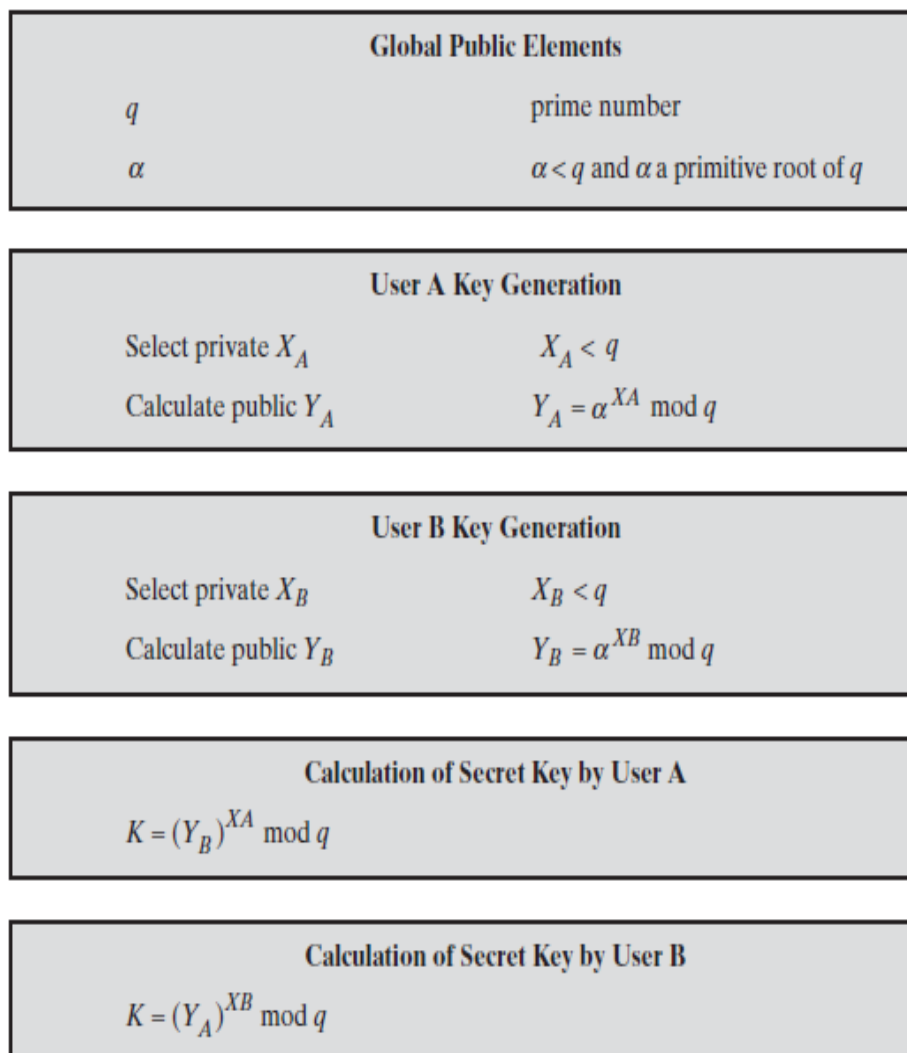 Global Public Elements
q prime number
α α < q and α a primitive root of q
User A Key Generation
Select private X_A X_A < q
Calculate public Y_A Y_A = α^XA mod q
User B Key Generation
Select private X_B X_B < q
Calculate public Y_B Y_B = α^XB mod q
Calculation of Secret Key by User A
K = (Y_B)^XA mod q
Calculation of Secret Key by User B
K = (Y_A)^XB mod q